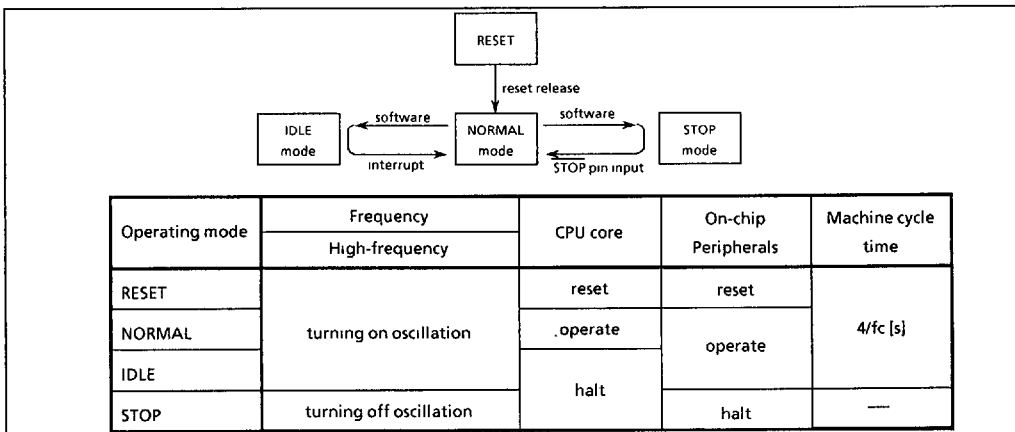 RESET
reset release
software
software
IDLE
mode
NORMAL
mode
STOP
mode
interrupt
STOP pin input
Operating mode
Frequency
High-frequency
CPU core
On-chip
Peripherals
Machine cycle
time
RESET
turning on oscillation
reset
reset
4/fc [s]
NORMAL
operate
operate
IDLE
halt
STOP
turning off oscillation
halt
—